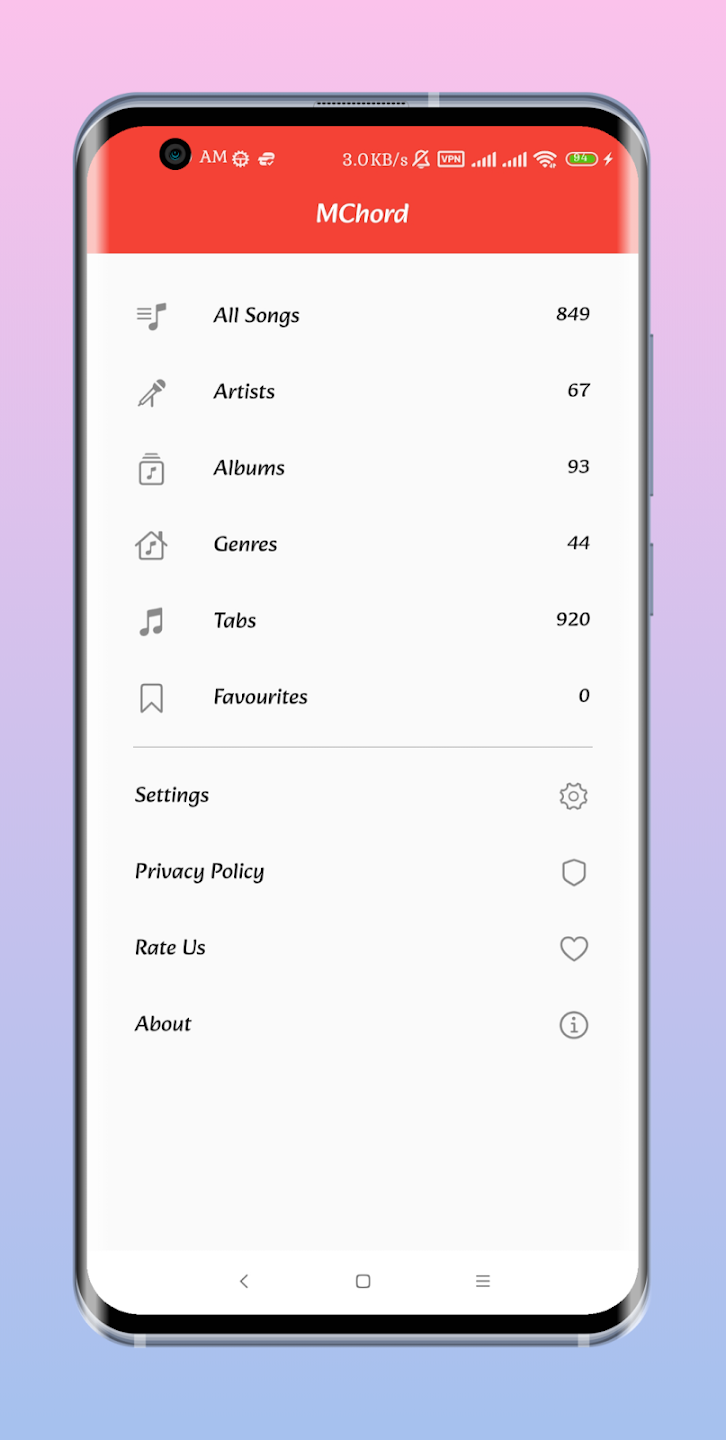 AM 3.0KB/s VPN 94
MChord
All Songs 849
Artists 67
Albums 93
Genres 44
Tabs 920
Favourites 0
Settings
Privacy Policy
Rate Us
About